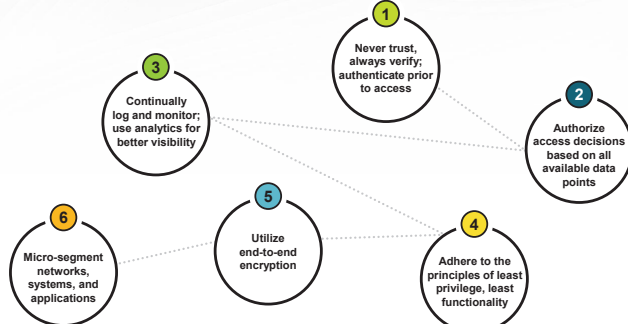 1
Never trust,
always verify;
authenticate prior
to access
2
Authorize
access decisions
based on all
available data
points
3
Continually
log and monitor;
use analytics for
better visibility
4
Adhere to the
principles of least
privilege, least
functionality
5
Utilize
end-to-end
encryption
6
Micro-segment
networks,
systems, and
applications